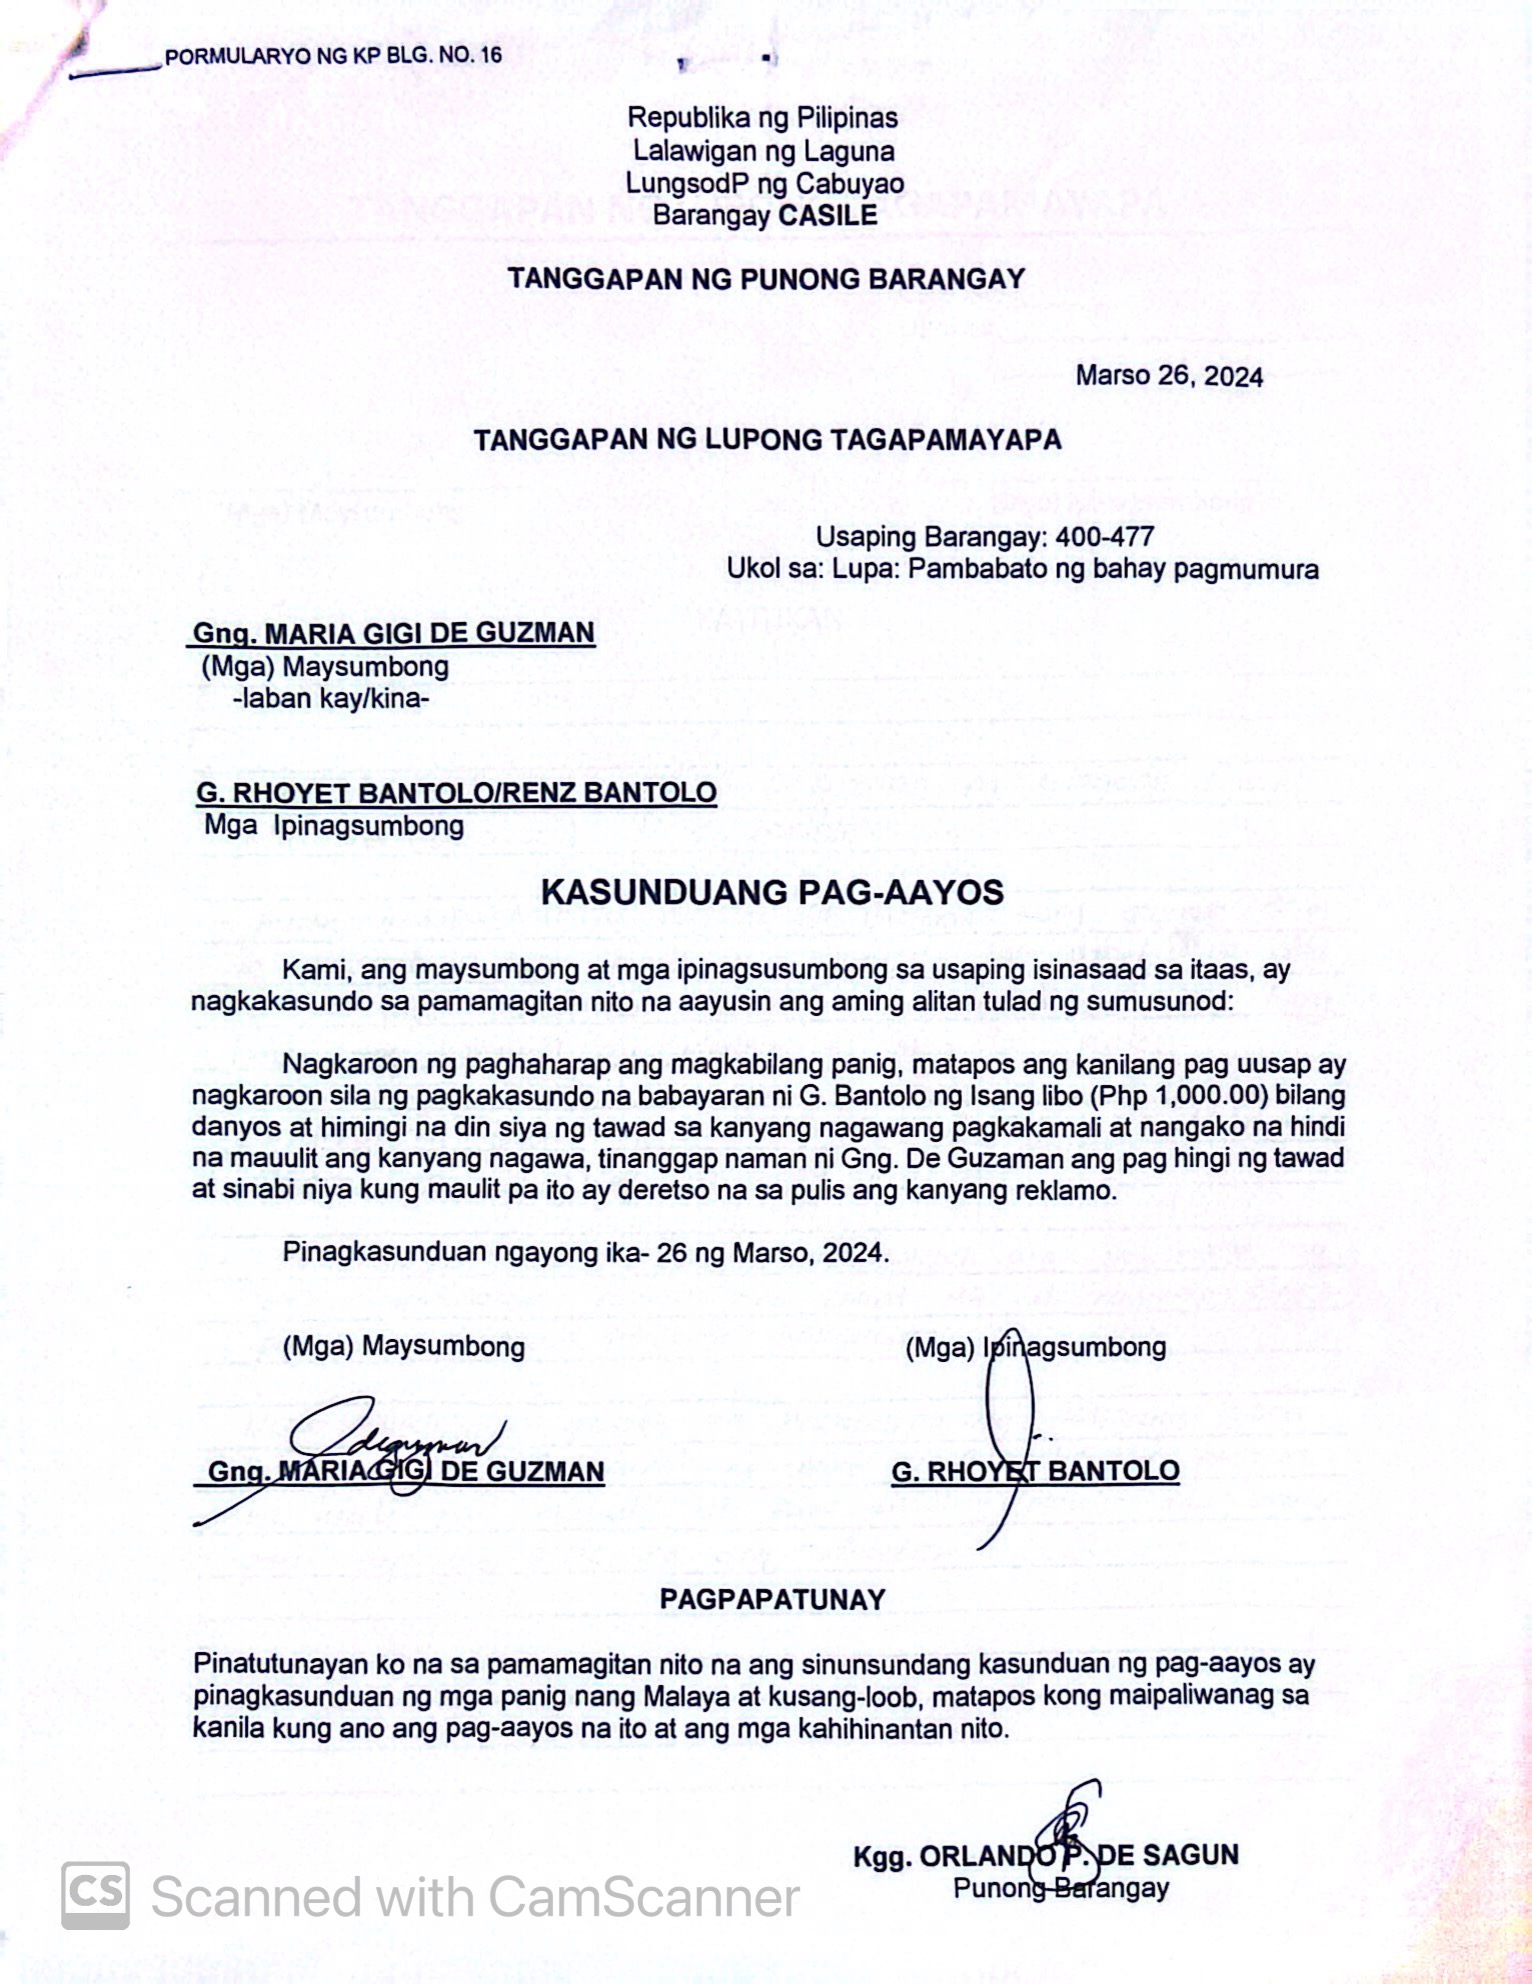 PORMULARYO NG KP BLG. NO. 16
Republika ng Pilipinas
Lalawigan ng Laguna
LungsodP ng Cabuyao
Barangay CASILE
TANGGAPAN NG PUNONG BARANGAY
Marso 26, 2024
TANGGAPAN NG LUPONG TAGAPAMAYAPA
Usaping Barangay: 400-477
Ukol sa: Lupa: Pambabato ng bahay pagmumura
Gng. MARIA GIGI DE GUZMAN
(Mga) Maysumbong
-laban kay/kina-
G. RHOYET BANTOLO/RENZ BANTOLO
Mga Ipinagsumbong
KASUNDUANG PAG-AAYOS
Kami, ang maysumbong at mga ipinagsusumbong sa usaping isinasaad sa itaas, ay
nagkakasundo sa pamamagitan nito na aayusin ang aming alitan tulad ng sumusunod:
Nagkaroon ng paghaharap ang magkabilang panig, matapos ang kanilang pag uusap ay
nagkaroon sila ng pagkakasundo na babayaran ni G. Bantolo ng Isang libo (Php 1,000.00) bilang
danyos at himingi na din siya ng tawad sa kanyang nagawang pagkakamali at nangako na hindi
na mauulit ang kanyang nagawa, tinanggap naman ni Gng. De Guzaman ang pag hingi ng tawad
at sinabi niya kung maulit pa ito ay deretso na sa pulis ang kanyang reklamo.
Pinagkasunduan ngayong ika- 26 ng Marso, 2024.
(Mga) Maysumbong (Mga) Ipinagsumbong
Gng. MARIA GIGI DE GUZMAN G. RHOYET BANTOLO
PAGPAPATUNAY
Pinatutunayan ko na sa pamamagitan nito na ang sinunsundang kasunduan ng pag-aayos ay
pinagkasunduan ng mga panig nang Malaya at kusang-loob, matapos kong maipaliwanag sa
kanila kung ano ang pag-aayos na ito at ang mga kahihinantan nito.
Kgg. ORLANDO P. DE SAGUN
Punong Barangay
CS Scanned with CamScanner